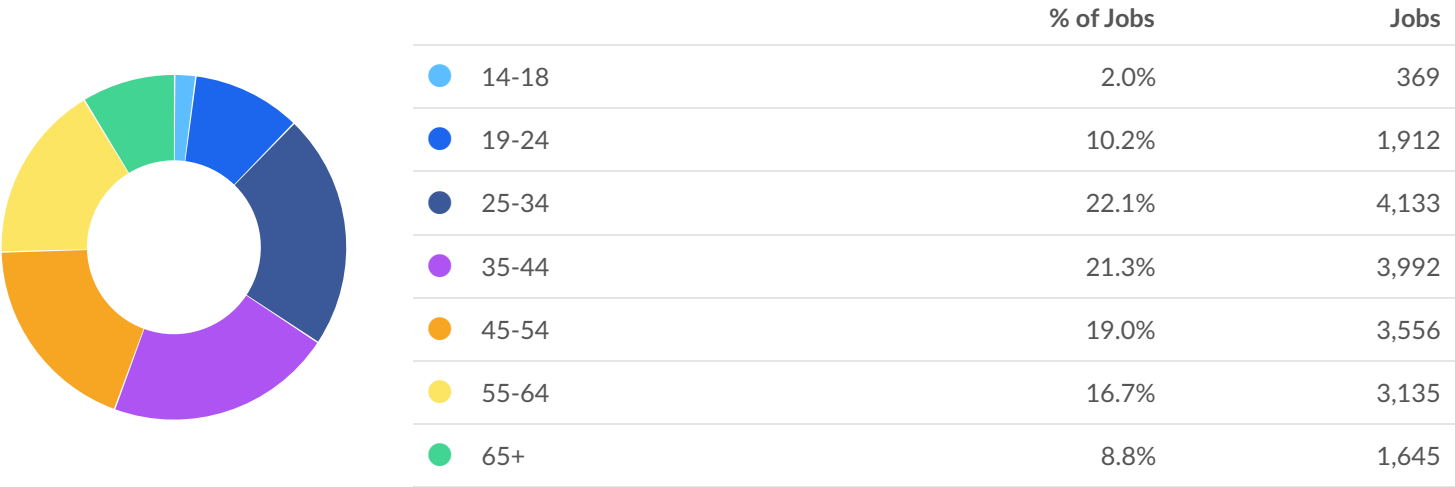 % of Jobs Jobs
14-18 2.0% 369
19-24 10.2% 1,912
25-34 22.1% 4,133
35-44 21.3% 3,992
45-54 19.0% 3,556
55-64 16.7% 3,135
65+ 8.8% 1,645